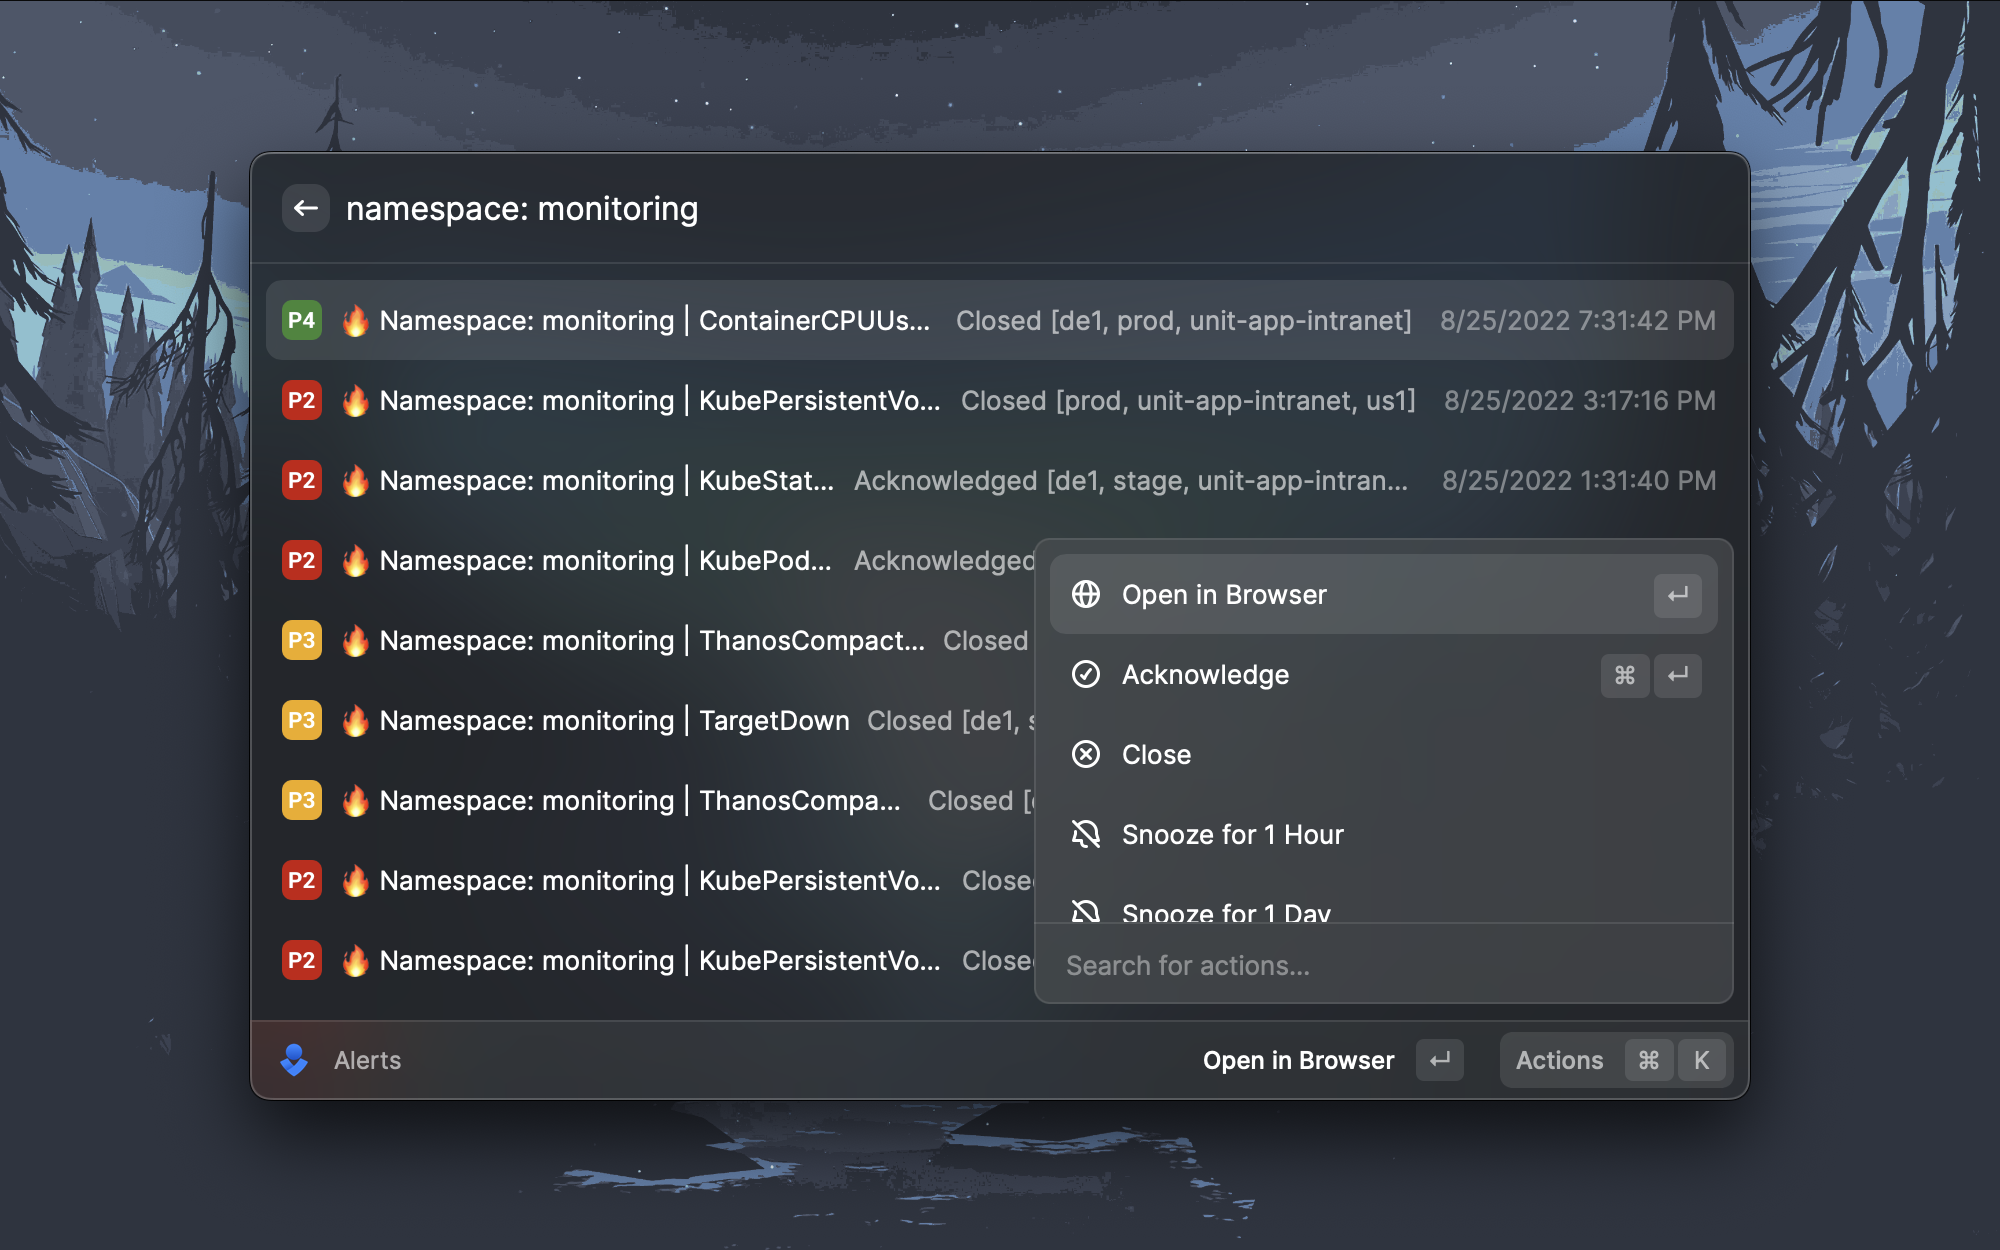 namespace: monitoring
P4 🔥 Namespace: monitoring | ContainerCPUUs... Closed [de1, prod, unit-app-intranet] 8/25/2022 7:31:42 PM
P2 🔥 Namespace: monitoring | KubePersistentVo... Closed [prod, unit-app-intranet, us1] 8/25/2022 3:17:16 PM
P2 🔥 Namespace: monitoring | KubeStat... Acknowledged [de1, stage, unit-app-intran... 8/25/2022 1:31:40 PM
P2 🔥 Namespace: monitoring | KubePod... Acknowledged
P3 🔥 Namespace: monitoring | ThanosCompact... Closed
P3 🔥 Namespace: monitoring | TargetDown Closed [de1,
P3 🔥 Namespace: monitoring | ThanosCompa... Closed
P2 🔥 Namespace: monitoring | KubePersistentVo... Close
P2 🔥 Namespace: monitoring | KubePersistentVo... Close
Open in Browser ↵
Acknowledge ⌘ ↵
Close
Snooze for 1 Hour
Snooze for 1 Day
Search for actions...
Alerts
Open in Browser ↵
Actions ⌘ K